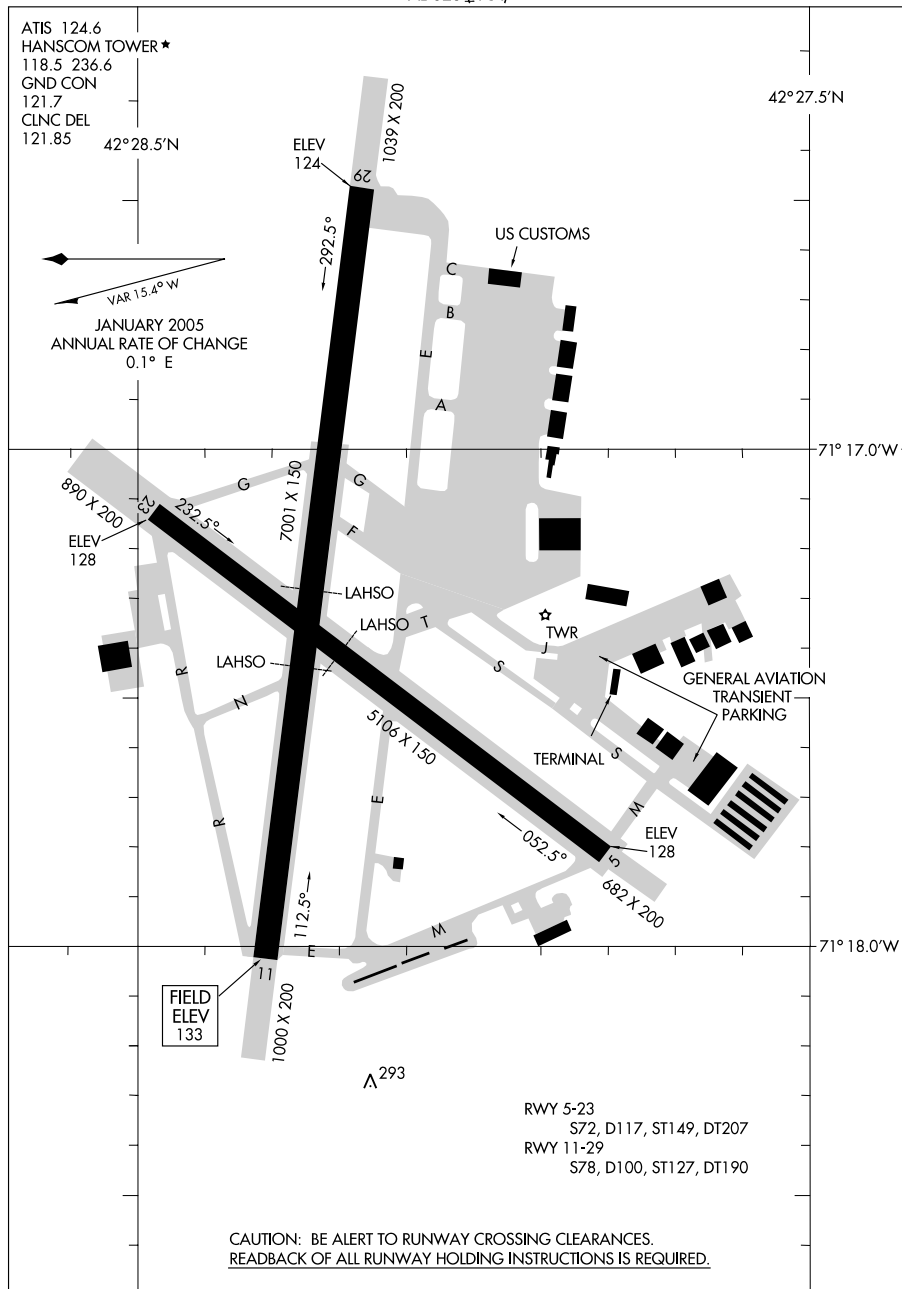 ATIS 124.6
HANSCOM TOWER★
118.5 236.6
GND CON
121.7
CLNC DEL
121.85
42°28.5'N
42°27.5'N
1039 X 200
ELEV
124
29
292.5°
US CUSTOMS
C
B
E
A
VAR 15.4° W
JANUARY 2005
ANNUAL RATE OF CHANGE
0.1° E
71° 17.0'W
G
G
F
890 X 200
23
232.5°
7001 X 150
ELEV
128
LAHSO
LAHSO
LAHSO
T
TWR
J
S
R
N
GENERAL AVIATION
TRANSIENT
PARKING
5106 X 150
TERMINAL
S
E
M
R
052.5°
ELEV
128
5
682 X 200
112.5°
M
E
71° 18.0'W
11
FIELD
ELEV
133
1000 X 200
293
RWY 5-23
S72, D117, ST149, DT207
RWY 11-29
S78, D100, ST127, DT190
CAUTION: BE ALERT TO RUNWAY CROSSING CLEARANCES.
READBACK OF ALL RUNWAY HOLDING INSTRUCTIONS IS REQUIRED.